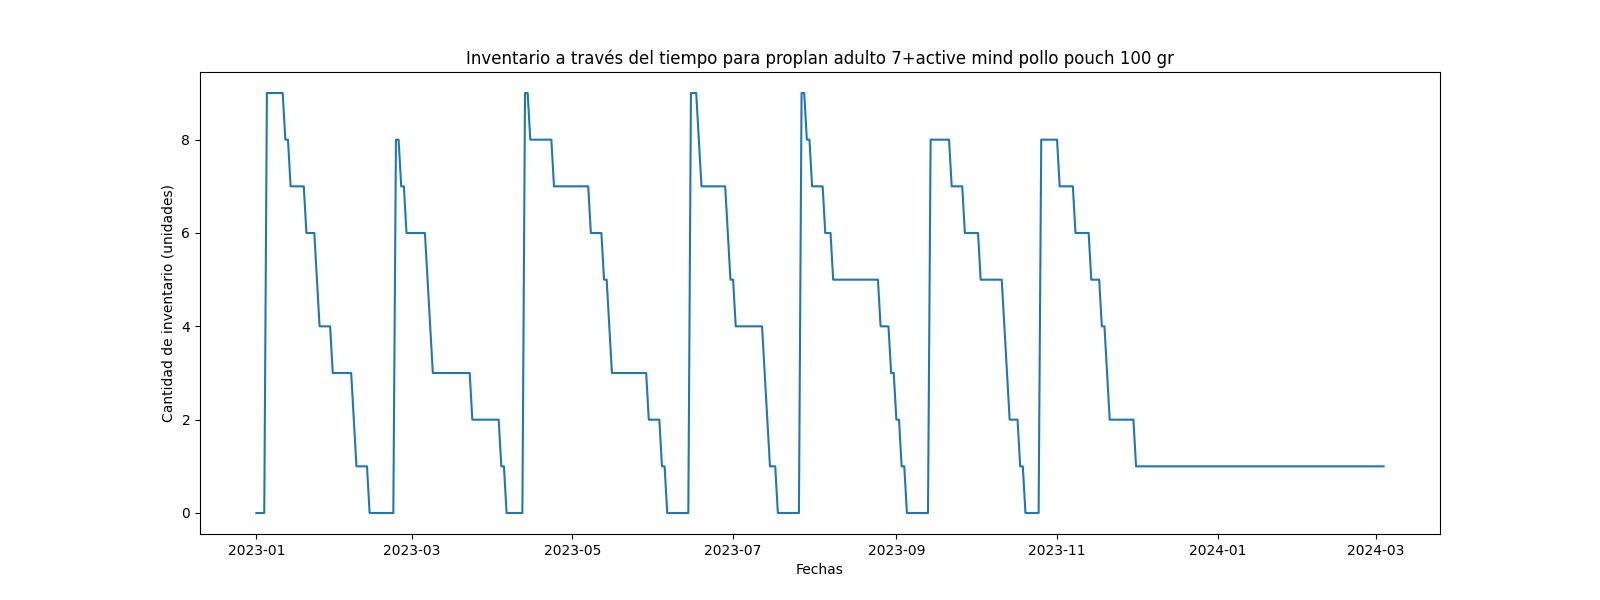 Inventario a través del tiempo para proplan adulto 7+active mind pollo pouch 100 gr
Cantidad de inventario (unidades)
8
6
4
2
0
2023-01 2023-03 2023-05 2023-07 2023-09 2023-11 2024-01 2024-03
Fechas